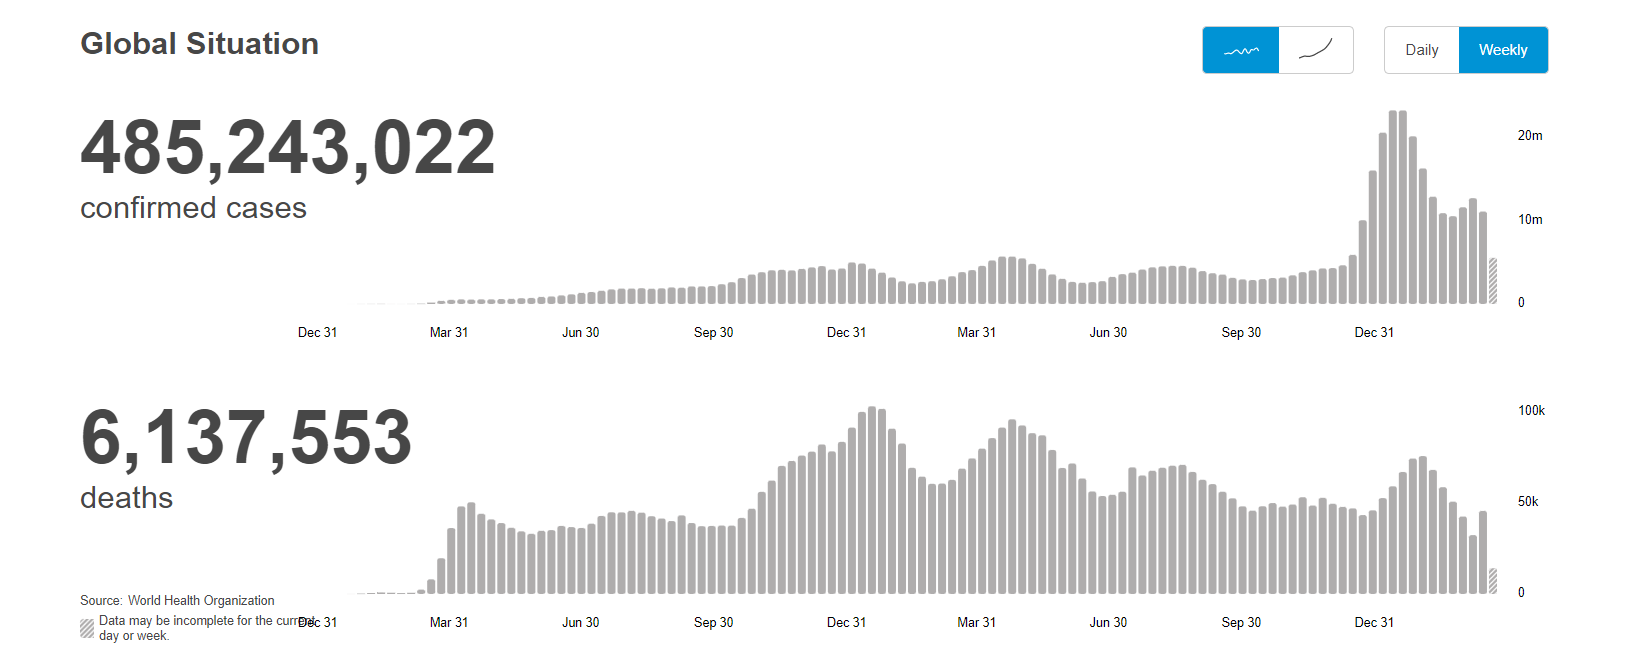 Global Situation
Daily Weekly
485,243,022
confirmed cases
20m
10m
0
Dec 31 Mar 31 Jun 30 Sep 30 Dec 31 Mar 31 Jun 30 Sep 30 Dec 31
6,137,553
deaths
100k
50k
0
Source: World Health Organization
Data may be incomplete for the current
day or week.
Dec 31 Mar 31 Jun 30 Sep 30 Dec 31 Mar 31 Jun 30 Sep 30 Dec 31